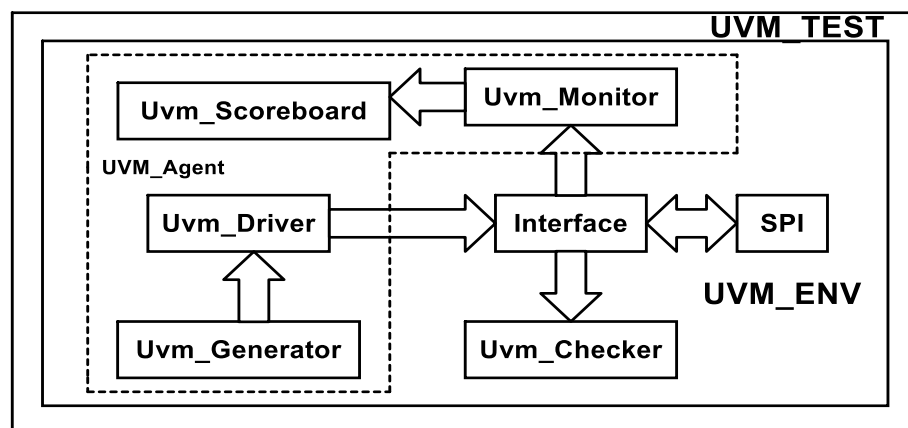 UVM_TEST
Uvm_Monitor
Uvm_Scoreboard
UVM_Agent
Uvm_Driver
Interface
SPI
UVM_ENV
Uvm_Generator
Uvm_Checker